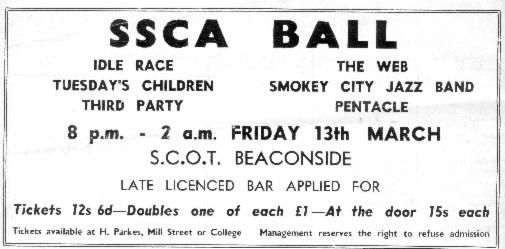 SSCA BALL
IDLE RACE THE WEB
TUESDAY'S CHILDREN SMOKEY CITY JAZZ BAND
THIRD PARTY PENTACLE
8 p.m. - 2 a.m. FRIDAY 13th MARCH
S.C.O.T. BEACONSIDE
LATE LICENCED BAR APPLIED FOR
Tickets 12s 6d—Doubles one of each £1—At the door 15s each
Tickets available at H. Parkes, Mill Street or College Management reserves the right to refuse admission